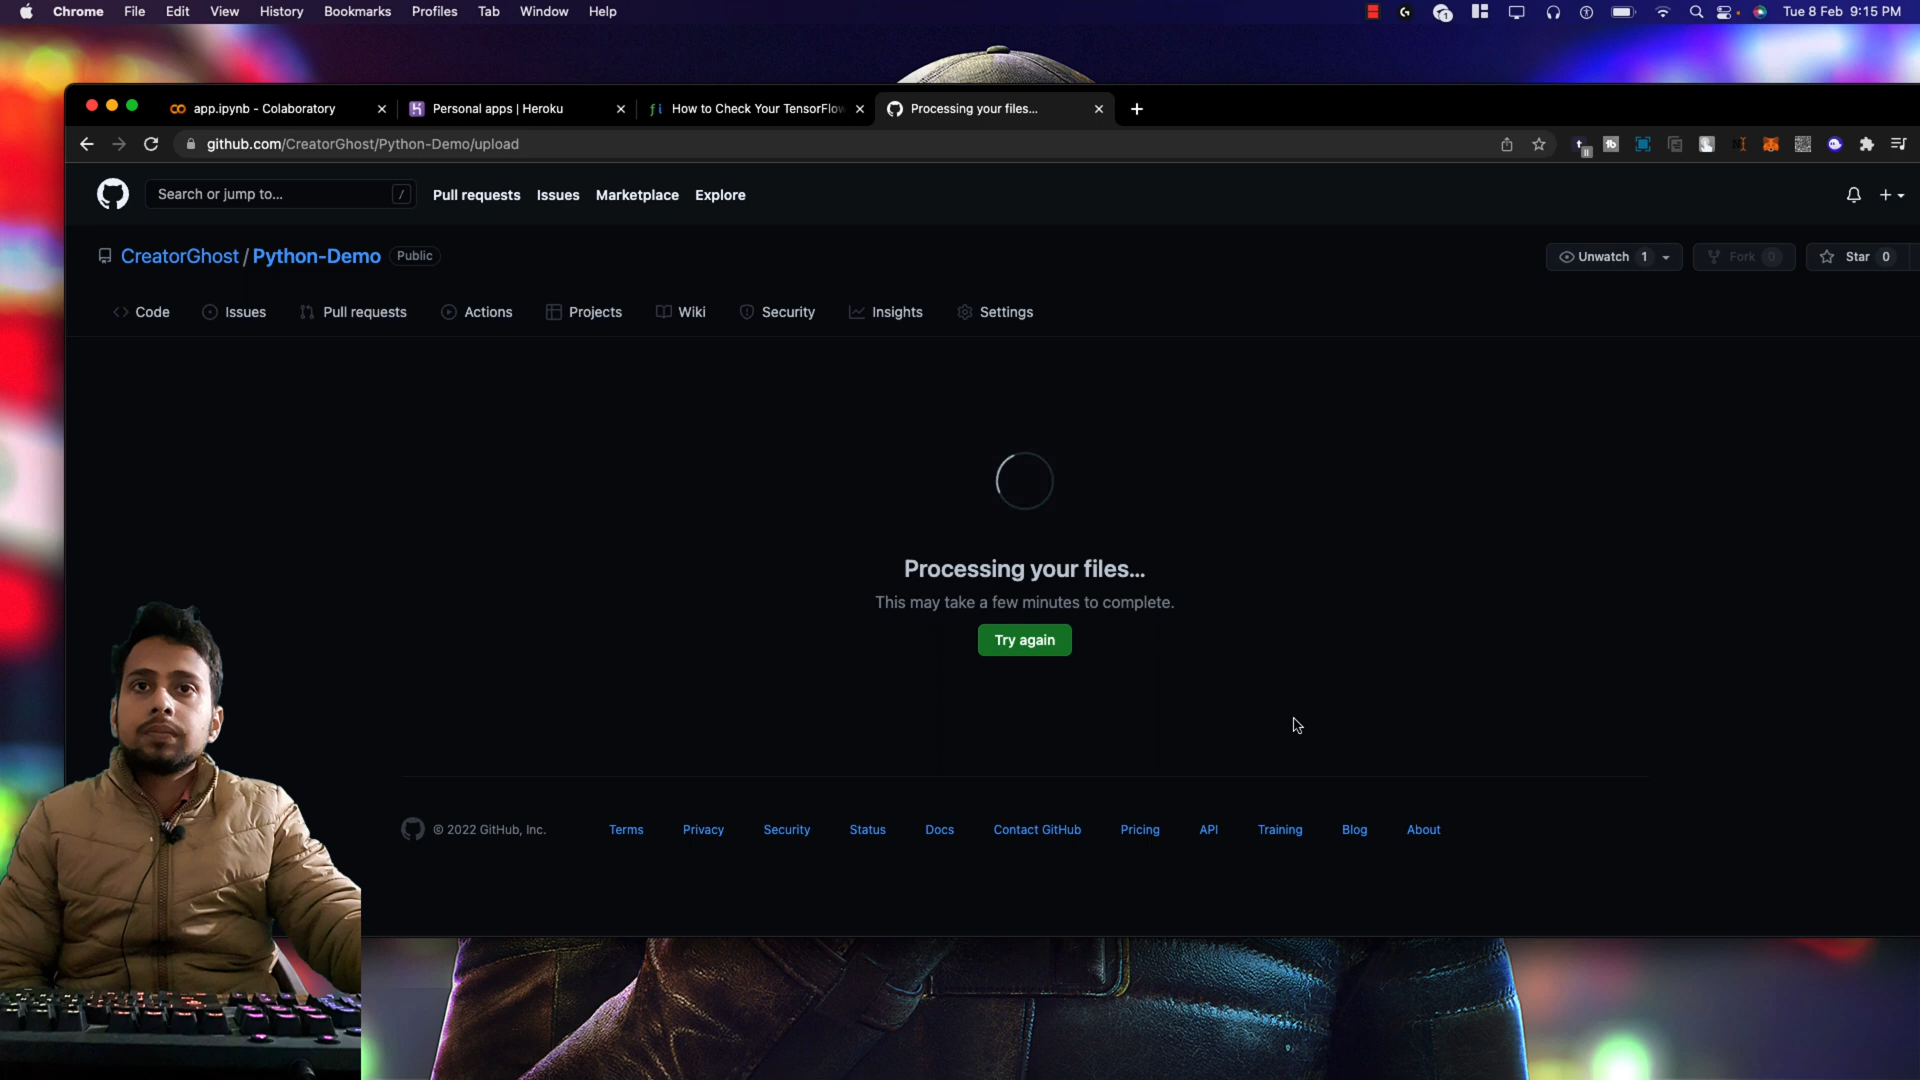 Chrome File Edit View History Bookmarks Profiles Tab Window Help
1
Tue 8 Feb 9:15 PM
app.ipynb - Colaboratory
Personal apps | Heroku
How to Check Your TensorFlow
Processing your files...
github.com/CreatorGhost/Python-Demo/upload
Search or jump to... /
Pull requests Issues Marketplace Explore
CreatorGhost / Python-Demo Public
Unwatch 1
Fork 0
Star 0
Code Issues Pull requests Actions Projects Wiki Security Insights Settings
Processing your files...
This may take a few minutes to complete.
Try again
© 2022 GitHub, Inc. Terms Privacy Security Status Docs Contact GitHub Pricing API Training Blog About